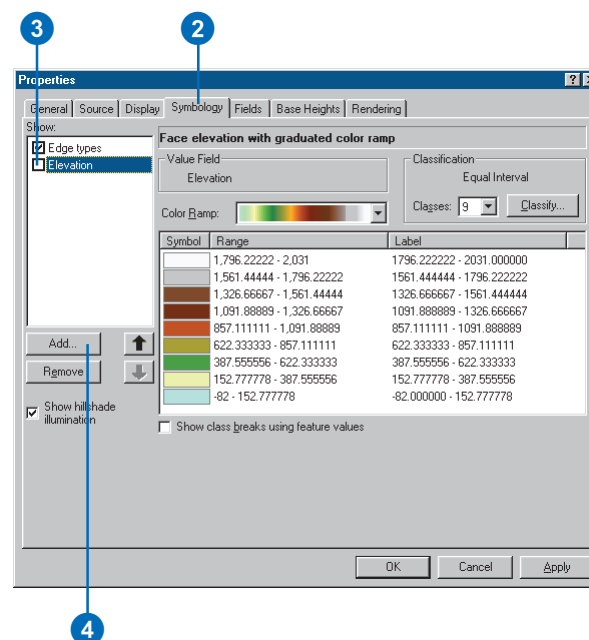 3
2
Properties
General Source Display Symbology Fields Base Heights Rendering
Show:
Edge types
Elevation
Face elevation with graduated color ramp
Value Field
Elevation
Classification
Equal Interval
Color Ramp:
Classes: 9 Classify...
Symbol Range Label
1,796.22222 - 2,031 1796.222222 - 2031.000000
1,561.44444 - 1,796.22222 1561.444444 - 1796.222222
1,326.66667 - 1,561.44444 1326.666667 - 1561.444444
1,091.88889 - 1,326.66667 1091.888889 - 1326.666667
857.111111 - 1,091.88889 857.111111 - 1091.888889
622.333333 - 857.111111 622.333333 - 857.111111
387.555556 - 622.333333 387.555556 - 622.333333
152.777778 - 387.555556 152.777778 - 387.555556
-82 - 152.777778 -82.000000 - 152.777778
Add...
Remove
Show hillshade
illumination
Show class breaks using feature values
OK Cancel Apply
4